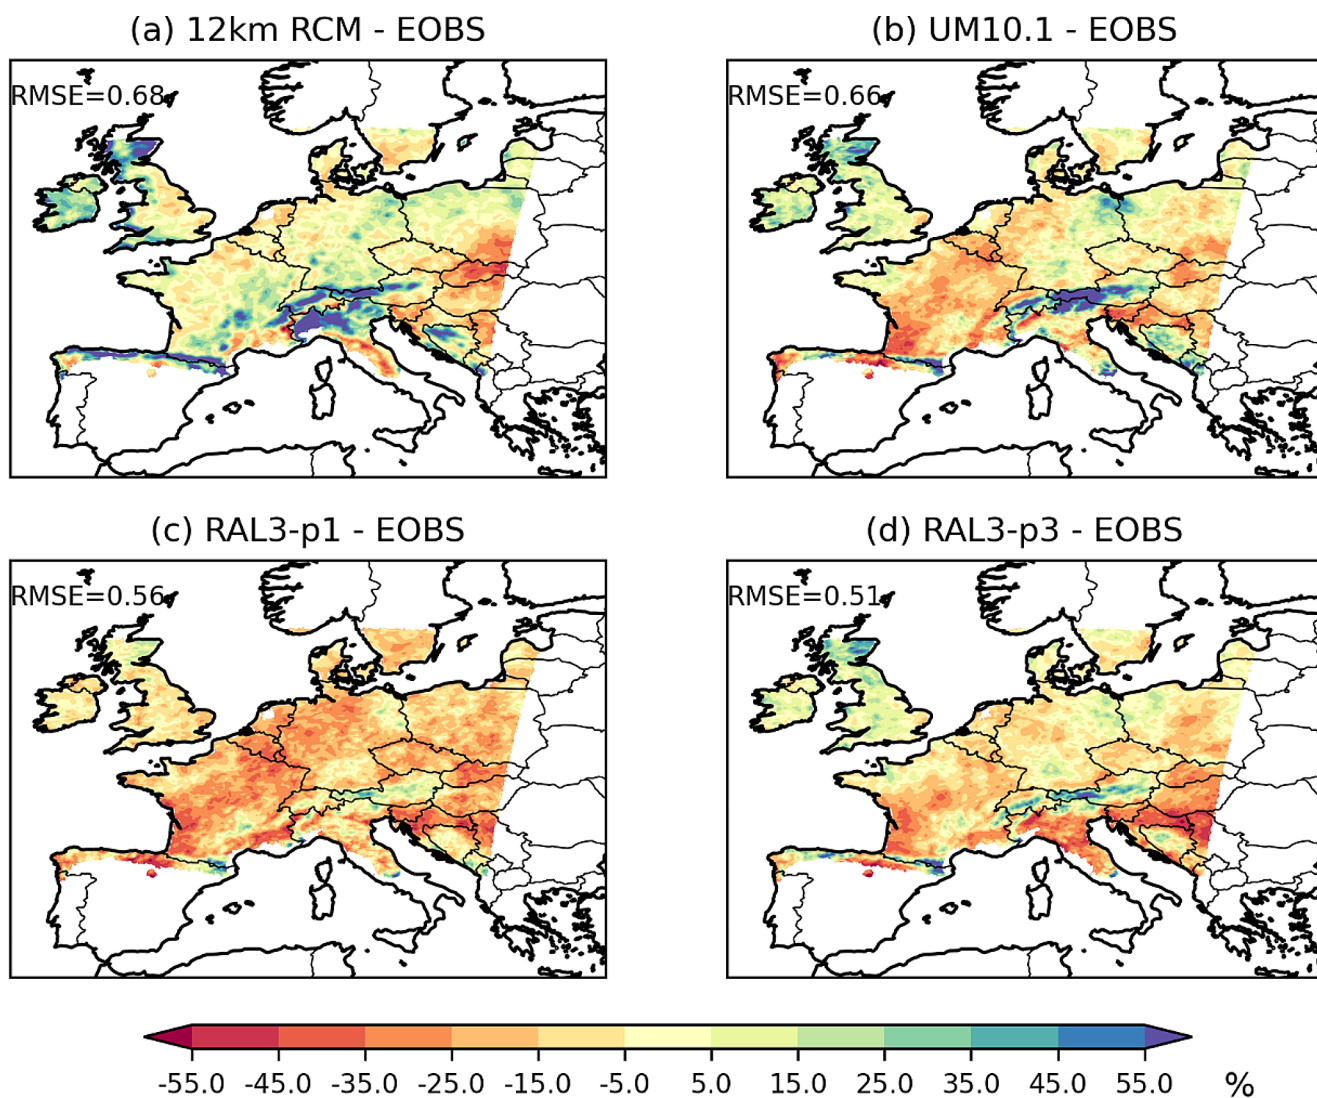 (a) 12km RCM - EOBS
(b) UM10.1 - EOBS
RMSE=0.68
RMSE=0.66
(c) RAL3-p1 - EOBS
(d) RAL3-p3 - EOBS
RMSE=0.56
RMSE=0.51
-55.0 -45.0 -35.0 -25.0 -15.0 -5.0 5.0 15.0 25.0 35.0 45.0 55.0 %